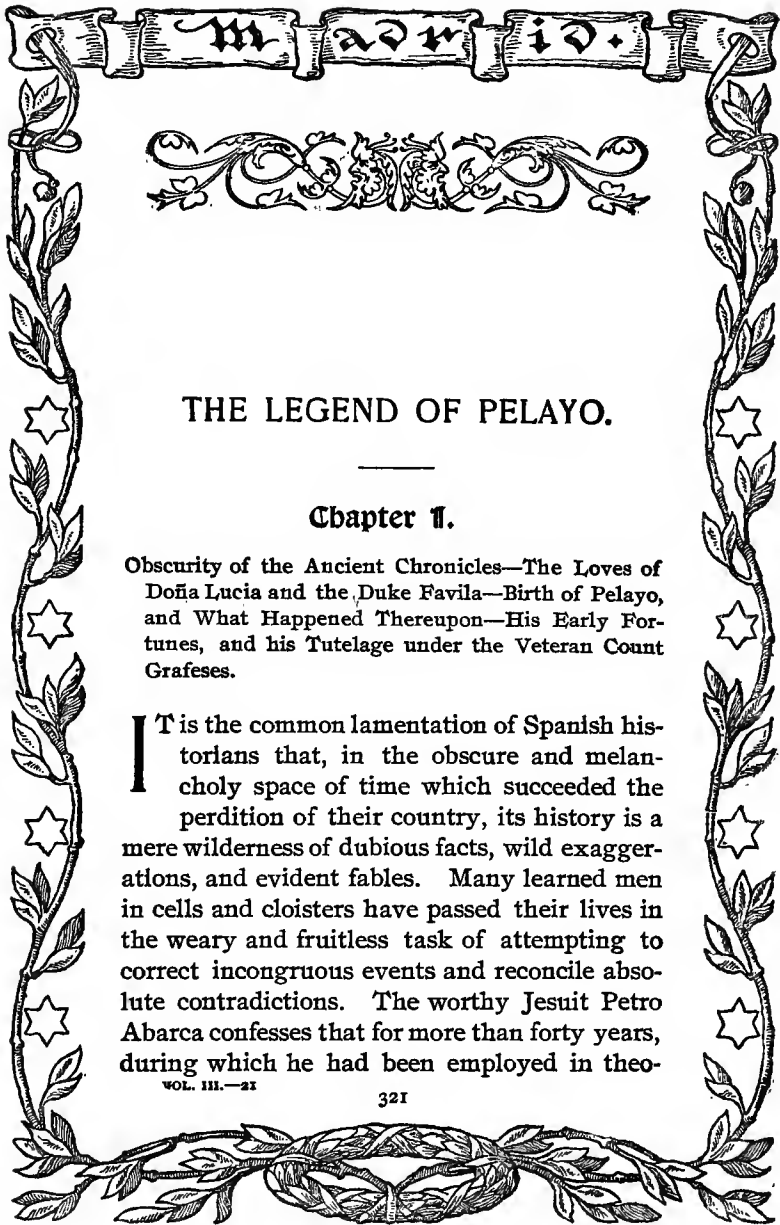 Madrid.
THE LEGEND OF PELAYO.
Chapter I.
Obscurity of the Ancient Chronicles—The Loves of
Doña Lucia and the Duke Favila—Birth of Pelayo,
and What Happened Thereupon—His Early For-
tunes, and his Tutelage under the Veteran Count
Grafeses.
IT is the common lamentation of Spanish his-
torians that, in the obscure and melan-
choly space of time which succeeded the
perdition of their country, its history is a
mere wilderness of dubious facts, wild exagger-
ations, and evident fables. Many learned men
in cells and cloisters have passed their lives in
the weary and fruitless task of attempting to
correct incongruous events and reconcile abso-
lute contradictions. The worthy Jesuit Petro
Abarca confesses that for more than forty years,
during which he had been employed in theo-
VOL. III.—21
321